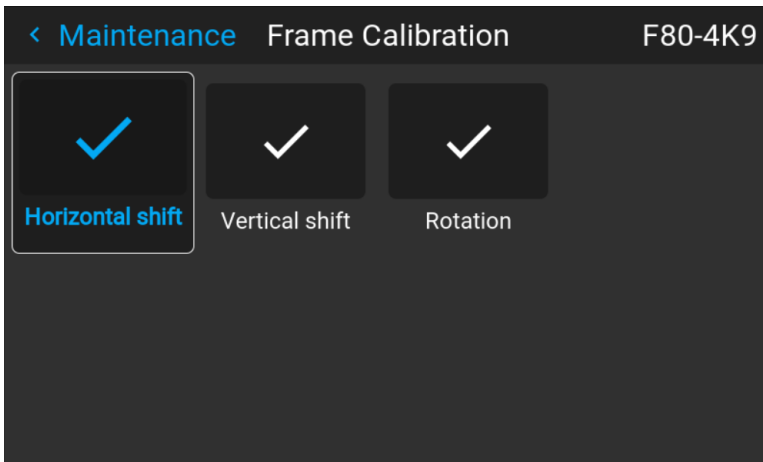 Maintenance Frame Calibration F80-4K9
Horizontal shift Vertical shift Rotation